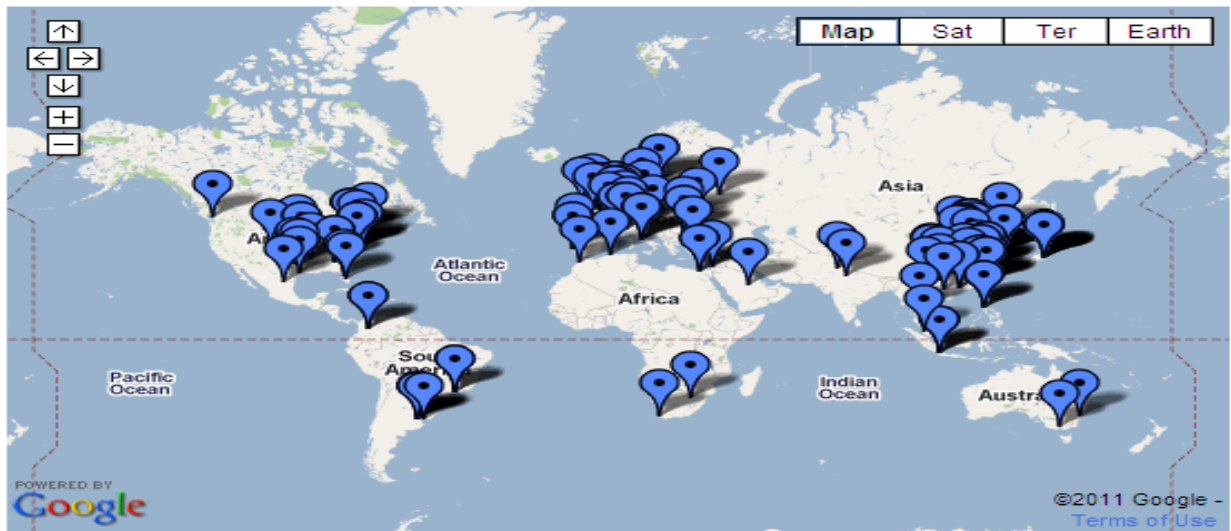 Map Sat Ter Earth
Asia
Atlantic
Ocean
Africa
Pacific
Ocean
Indian
Ocean
POWERED BY
Google
©2011 Google -
Terms of Use